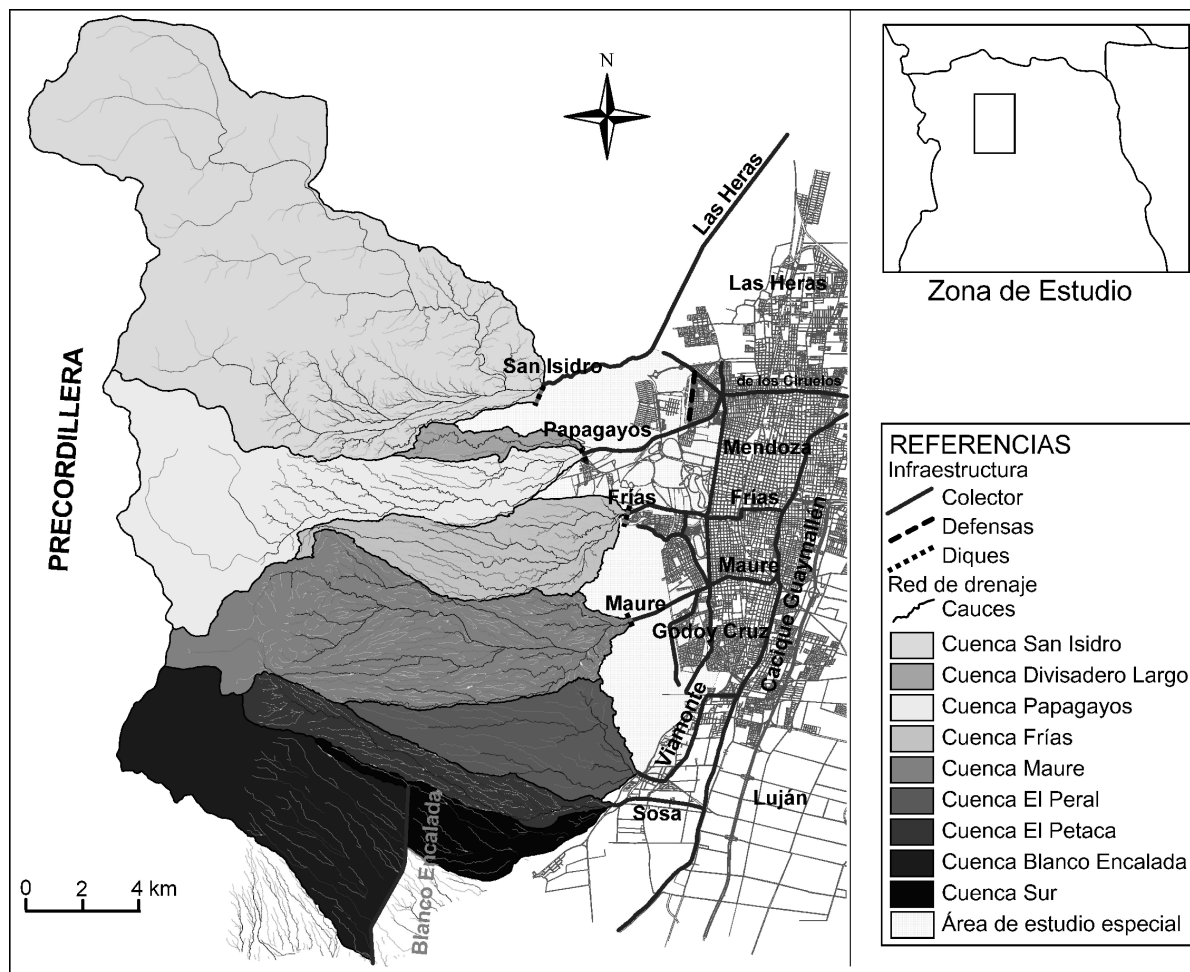 N
Las Heras
Las Heras
San Isidro
de los Ciruelos
Papagayos
Mendoza
Frías
Frías
Maure
Maure
Godoy Cruz
Cacique Guaymallén
Viamonte
Luján
Sosa
Blanco Encalada
PRECORDILLERA
0 2 4 km
Zona de Estudio
REFERENCIAS
Infraestructura
Colector
Defensas
Diques
Red de drenaje
Cauces
Cuenca San Isidro
Cuenca Divisadero Largo
Cuenca Papagayos
Cuenca Frías
Cuenca Maure
Cuenca El Peral
Cuenca El Petaca
Cuenca Blanco Encalada
Cuenca Sur
Área de estudio especial